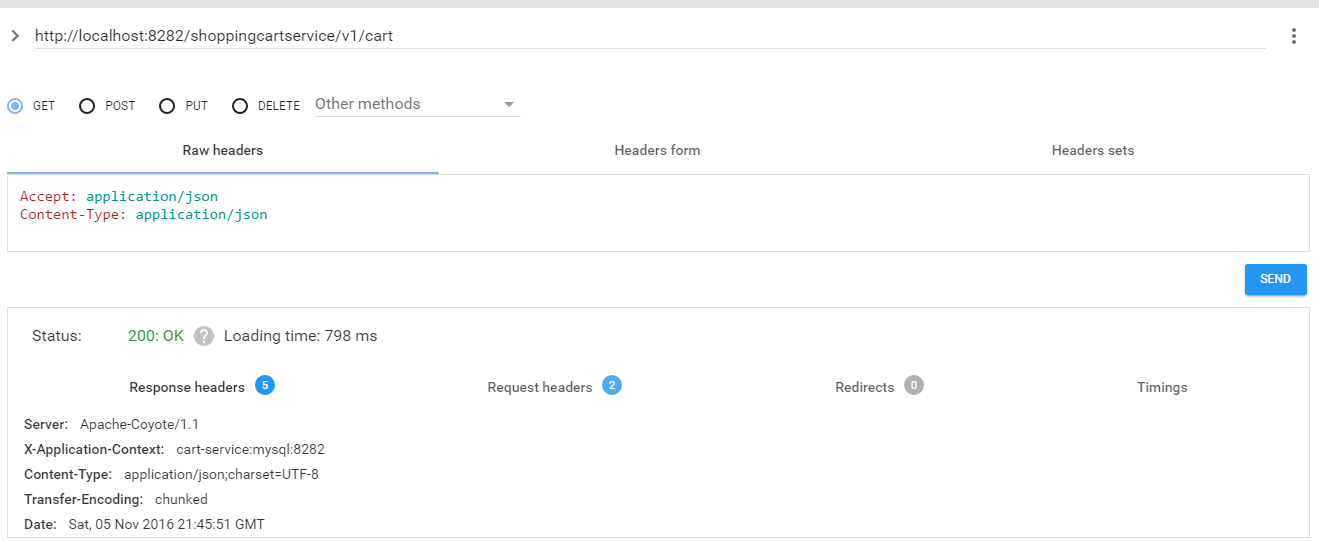 http://localhost:8282/shoppingcartservice/v1/cart
GET POST PUT DELETE Other methods
Raw headers Headers form Headers sets
Accept: application/json
Content-Type: application/json
SEND
Status: 200: OK ? Loading time: 798 ms
Response headers 5 Request headers 2 Redirects 0 Timings
Server: Apache-Coyote/1.1
X-Application-Context: cart-service:mysql:8282
Content-Type: application/json;charset=UTF-8
Transfer-Encoding: chunked
Date: Sat, 05 Nov 2016 21:45:51 GMT